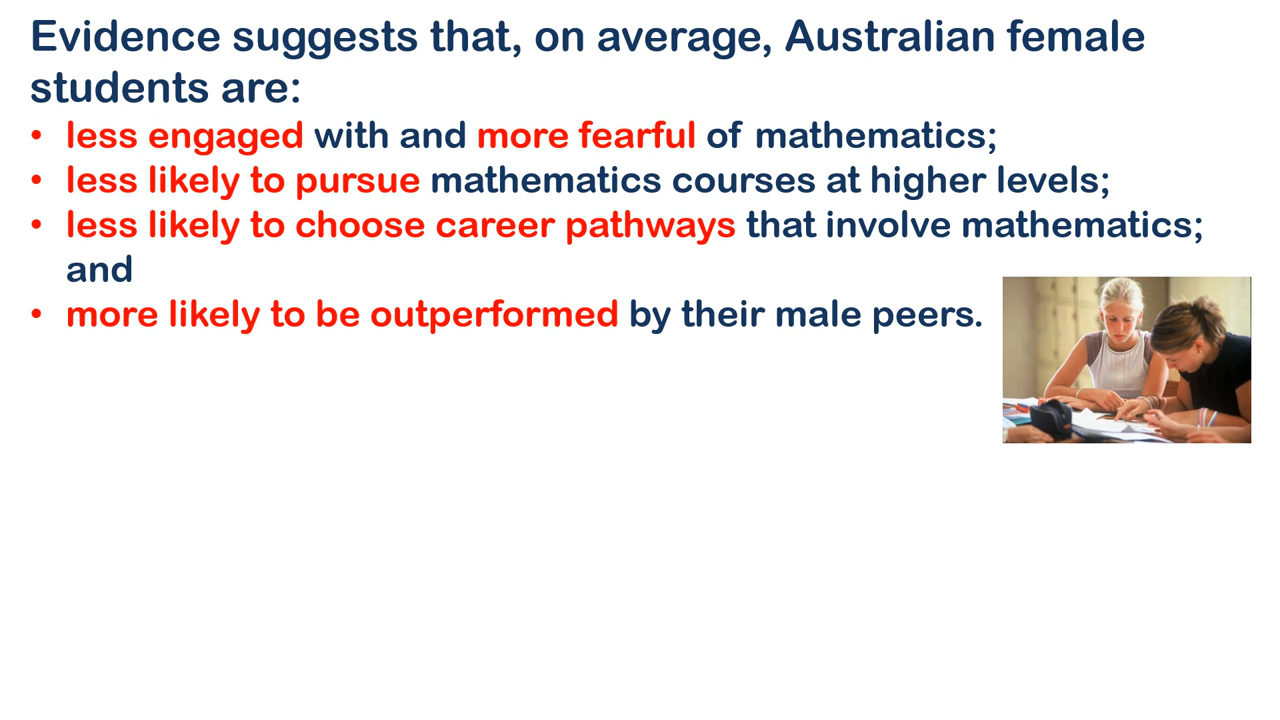 Evidence suggests that, on average, Australian female
students are:
• less engaged with and more fearful of mathematics;
• less likely to pursue mathematics courses at higher levels;
• less likely to choose career pathways that involve mathematics;
and
• more likely to be outperformed by their male peers.